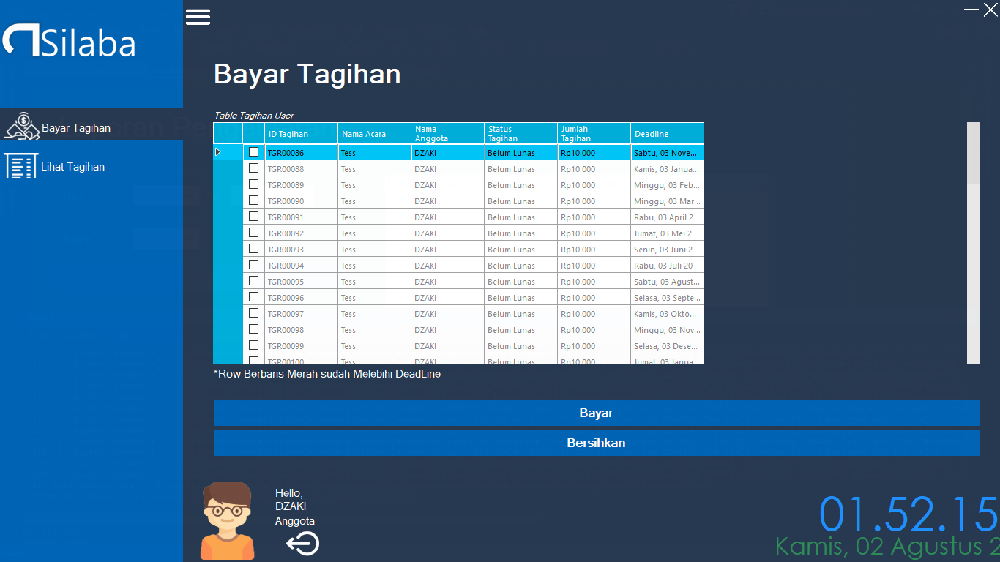 Silaba
Bayar Tagihan
Lihat Tagihan
Bayar Tagihan
Table Tagihan User
ID Tagihan Nama Acara Nama Anggota Status Tagihan Jumlah Tagihan Deadline
TGR00086 Tess DZAKI Belum Lunas Rp10.000 Sabtu, 03 Nove...
TGR00088 Tess DZAKI Belum Lunas Rp10.000 Kamis, 03 Janua...
TGR00089 Tess DZAKI Belum Lunas Rp10.000 Minggu, 03 Feb...
TGR00090 Tess DZAKI Belum Lunas Rp10.000 Minggu, 03 Mar...
TGR00091 Tess DZAKI Belum Lunas Rp10.000 Rabu, 03 April 2
TGR00092 Tess DZAKI Belum Lunas Rp10.000 Jumat, 03 Mei 2
TGR00093 Tess DZAKI Belum Lunas Rp10.000 Senin, 03 Juni 2
TGR00094 Tess DZAKI Belum Lunas Rp10.000 Rabu, 03 Juli 20
TGR00095 Tess DZAKI Belum Lunas Rp10.000 Sabtu, 03 Agust...
TGR00096 Tess DZAKI Belum Lunas Rp10.000 Selasa, 03 Septe...
TGR00097 Tess DZAKI Belum Lunas Rp10.000 Kamis, 03 Okto...
TGR00098 Tess DZAKI Belum Lunas Rp10.000 Minggu, 03 Nov...
TGR00099 Tess DZAKI Belum Lunas Rp10.000 Selasa, 03 Dese...
TGR00100 Tess DZAKI Belum Lunas Rp10.000 Jumat, 03 Janua...
*Row Berbaris Merah sudah Melebihi DeadLine
Bayar
Bersihkan
Hello,
DZAKI
Anggota
01.52.15
Kamis, 02 Agustus 2